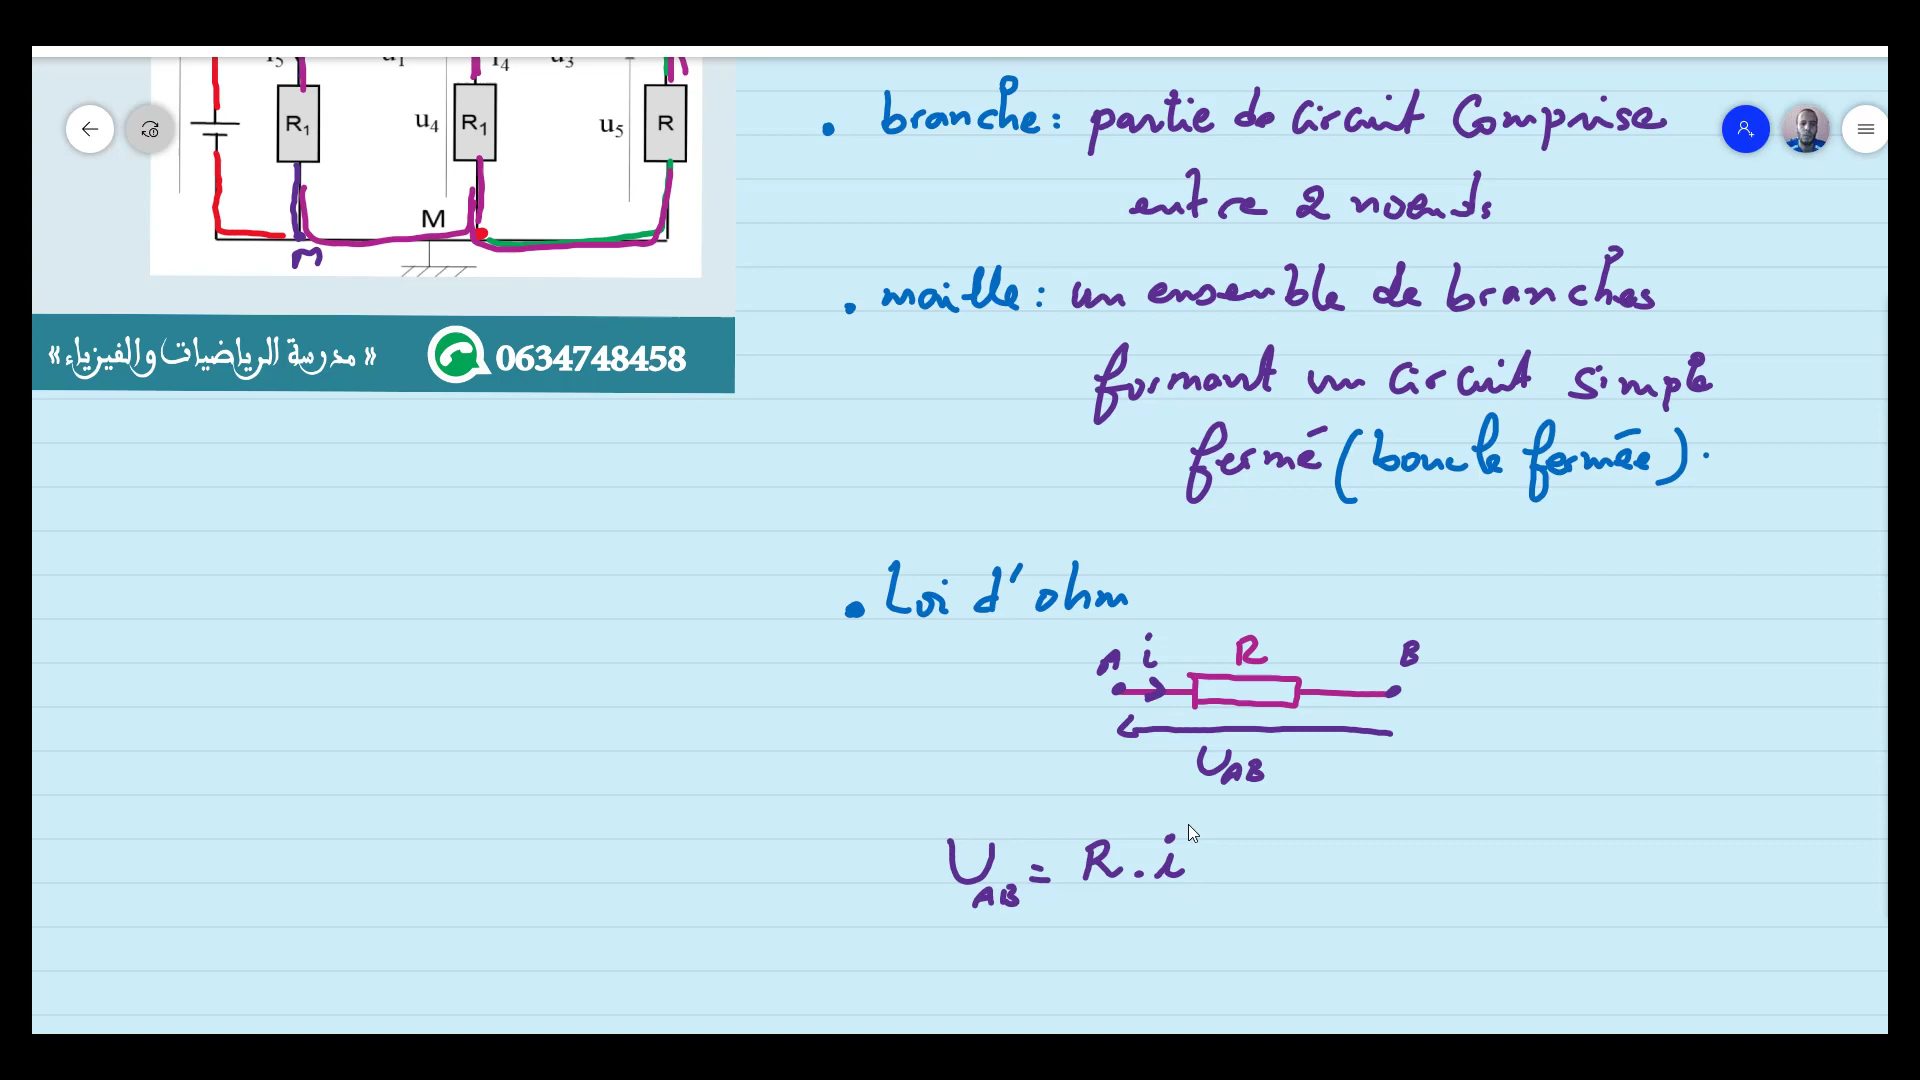 u4
u5
R1
R1
R
M
M
« مدرسة الرياضيات والفيزياء »
0634748458
. branche : partie de circuit Comprise
entre 2 noeuds
. maille : un ensemble de branches
formant un circuit simple
fermé (boucle fermée).
. Loi d'ohm
A i R B
UAB
UAB = R . i